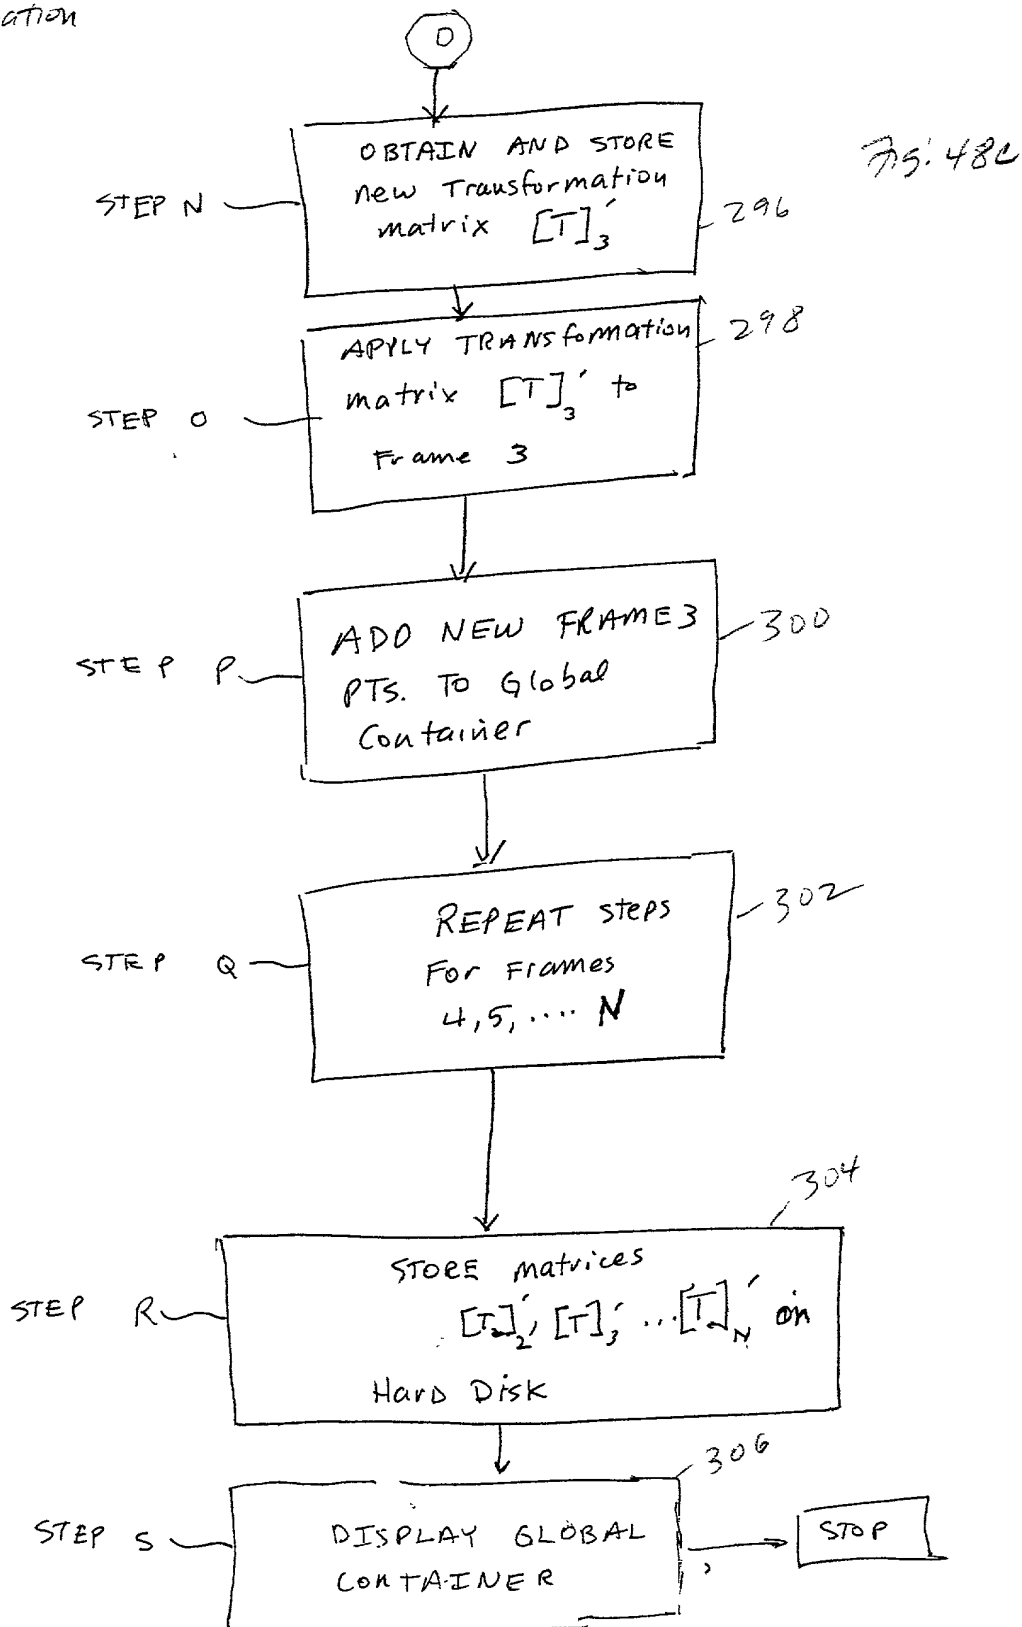 ation
D
Fig. 48C
OBTAIN AND STORE
new Transformation
matrix [T]₃′
STEP N
296
APPLY TRANSformation
matrix [T]₃′ to
Frame 3
STEP O
298
ADD NEW FRAME 3
PTS. TO Global
Container
STEP P
300
REPEAT steps
For Frames
4, 5, .... N
STEP Q
302
304
STORE matrices
[T]₂′, [T]₃′ ...[T]ₙ′ on
Hard Disk
STEP R
306
DISPLAY GLOBAL
CONTAINER
STEP S
STOP